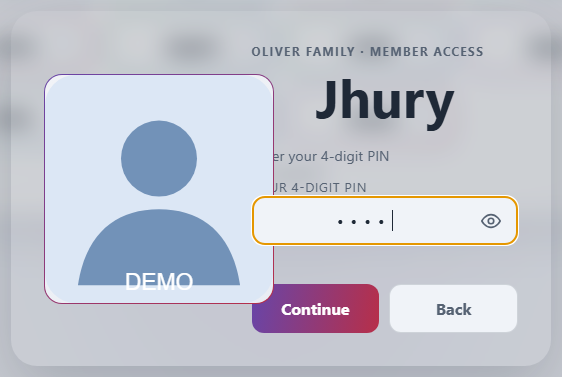 OLIVER FAMILY · MEMBER ACCESS
Jhury
er your 4-digit PIN
UR 4-DIGIT PIN
DEMO
Continue
Back